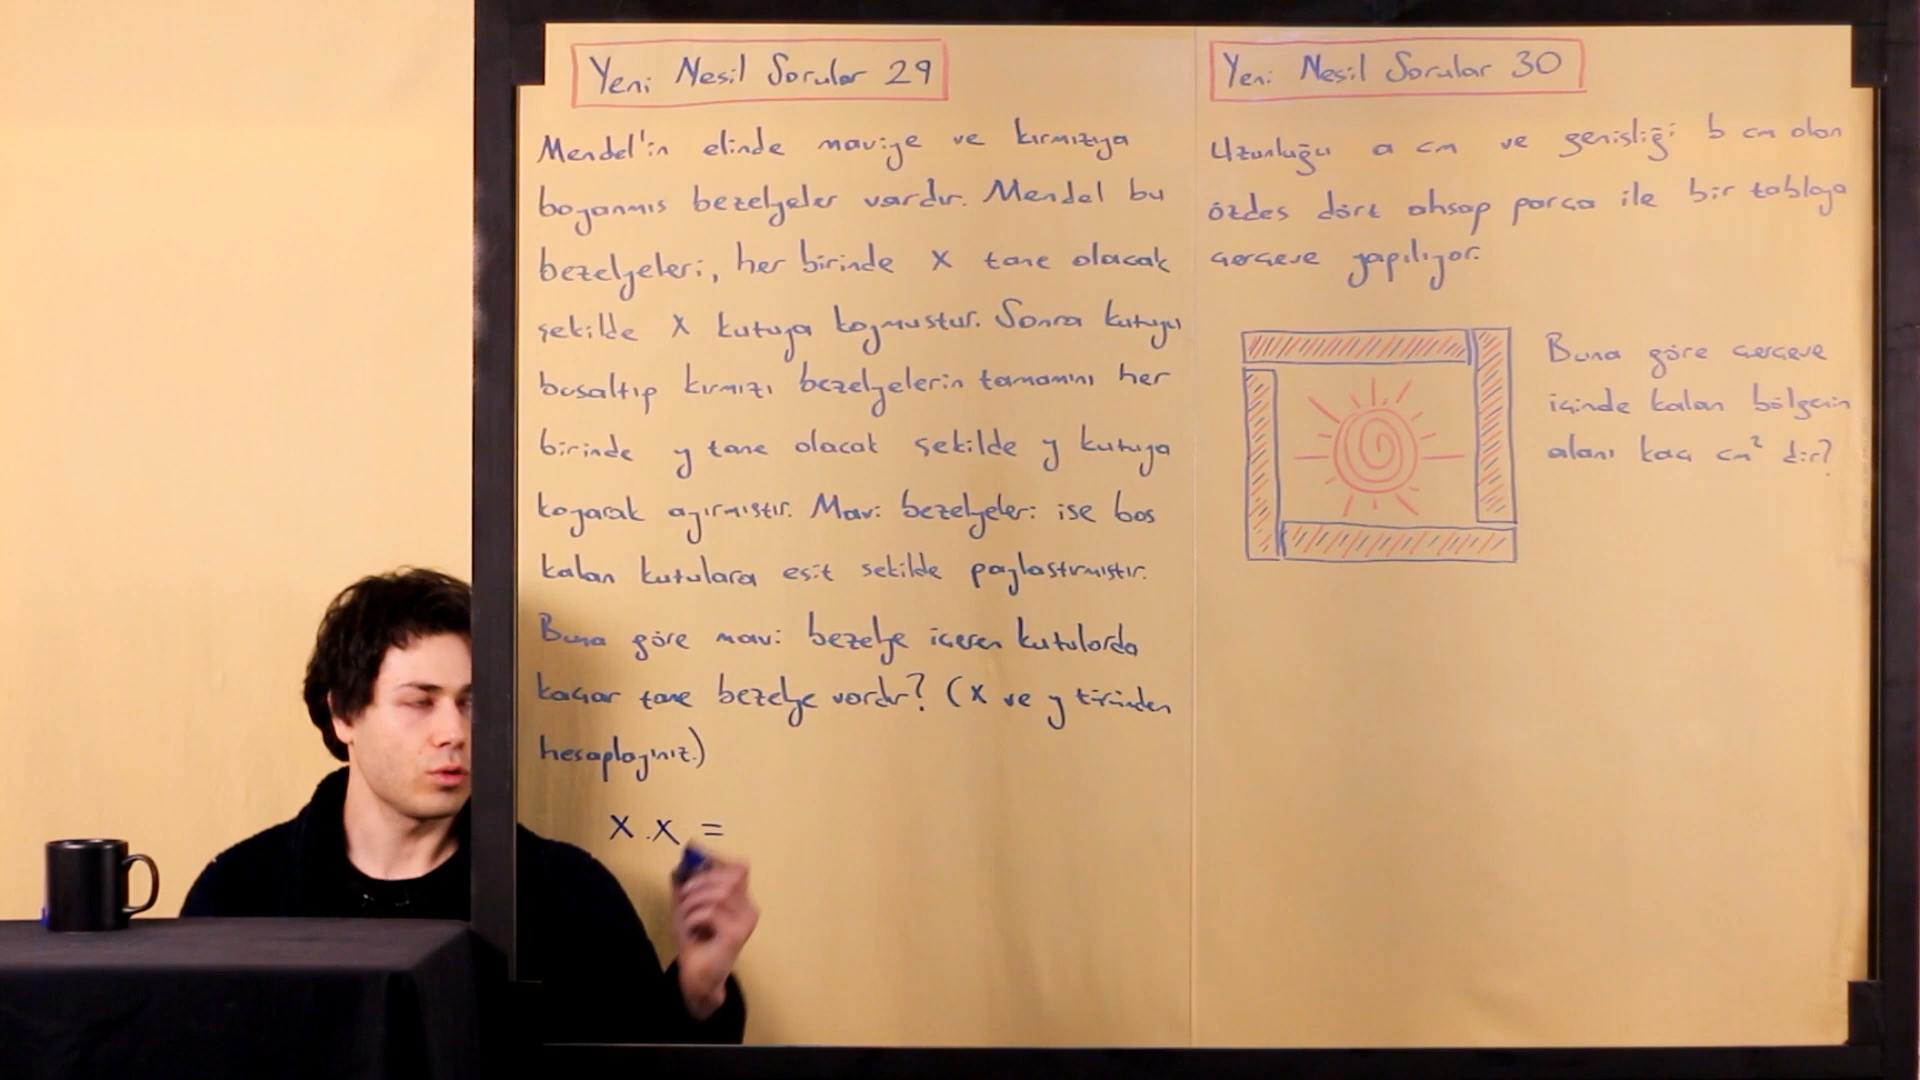 Yeni Nesil Sorular 29
Mendel'in elinde maviye ve kırmızıya
boyanmış bezelyeler vardır. Mendel bu
bezelyeleri, her birinde x tane olacak
şekilde x kutuya koymuştur. Sonra kutuyu
boşaltıp kırmızı bezelyelerin tamamını her
birinde y tane olacak şekilde y kutuya
koyarak ayırmıştır. Mavi bezelyeleri ise boş
kalan kutulara eşit şekilde paylaştırmıştır.
Buna göre mavi bezelye içeren kutularda
kaçar tane bezelye vardır? (x ve y türünden
hesaplayınız.)
x.x =
Yeni Nesil Sorular 30
Uzunluğu a cm ve genişliği b cm olan
özdeş dört ahşap parça ile bir tabloya
çerçeve yapılıyor.
Buna göre çerçeve
içinde kalan bölgenin
alanı kaç cm² dir?